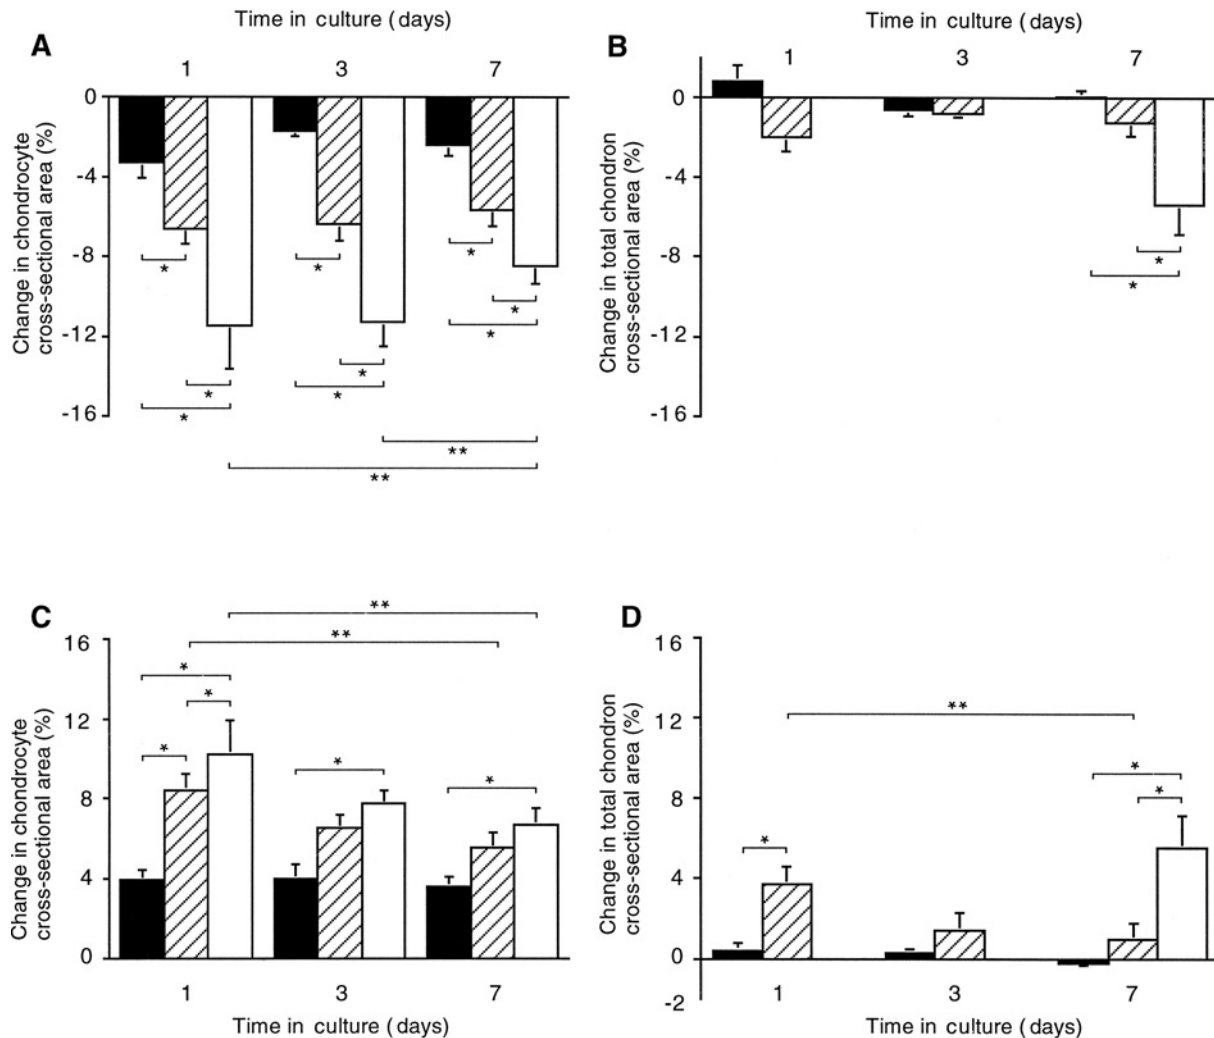 Time in culture (days)
A
1 3 7
0
-4
-8
-12
-16
Change in chondrocyte
cross-sectional area (%)
* * *
* *
* * *
* *
**
**
Time in culture (days)
B
1 3 7
0
-4
-8
-12
-16
Change in total chondron
cross-sectional area (%)
*
*
C
**
**
16
12
8
4
0
Change in chondrocyte
cross-sectional area (%)
*
*
*
*
*
1 3 7
Time in culture (days)
D
16
12
8
4
0
-2
Change in total chondron
cross-sectional area (%)
**
*
*
*
1 3 7
Time in culture (days)